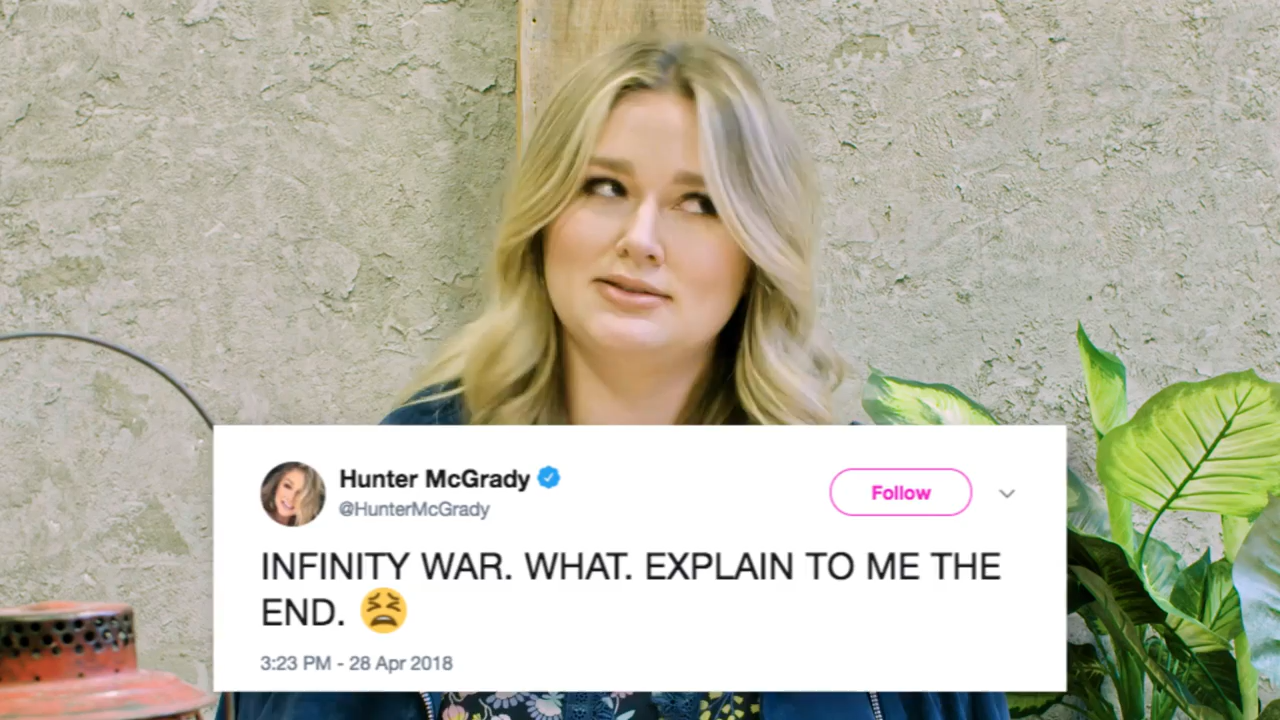 Hunter McGrady
@HunterMcGrady
Follow
INFINITY WAR. WHAT. EXPLAIN TO ME THE
END. 😫
3:23 PM - 28 Apr 2018